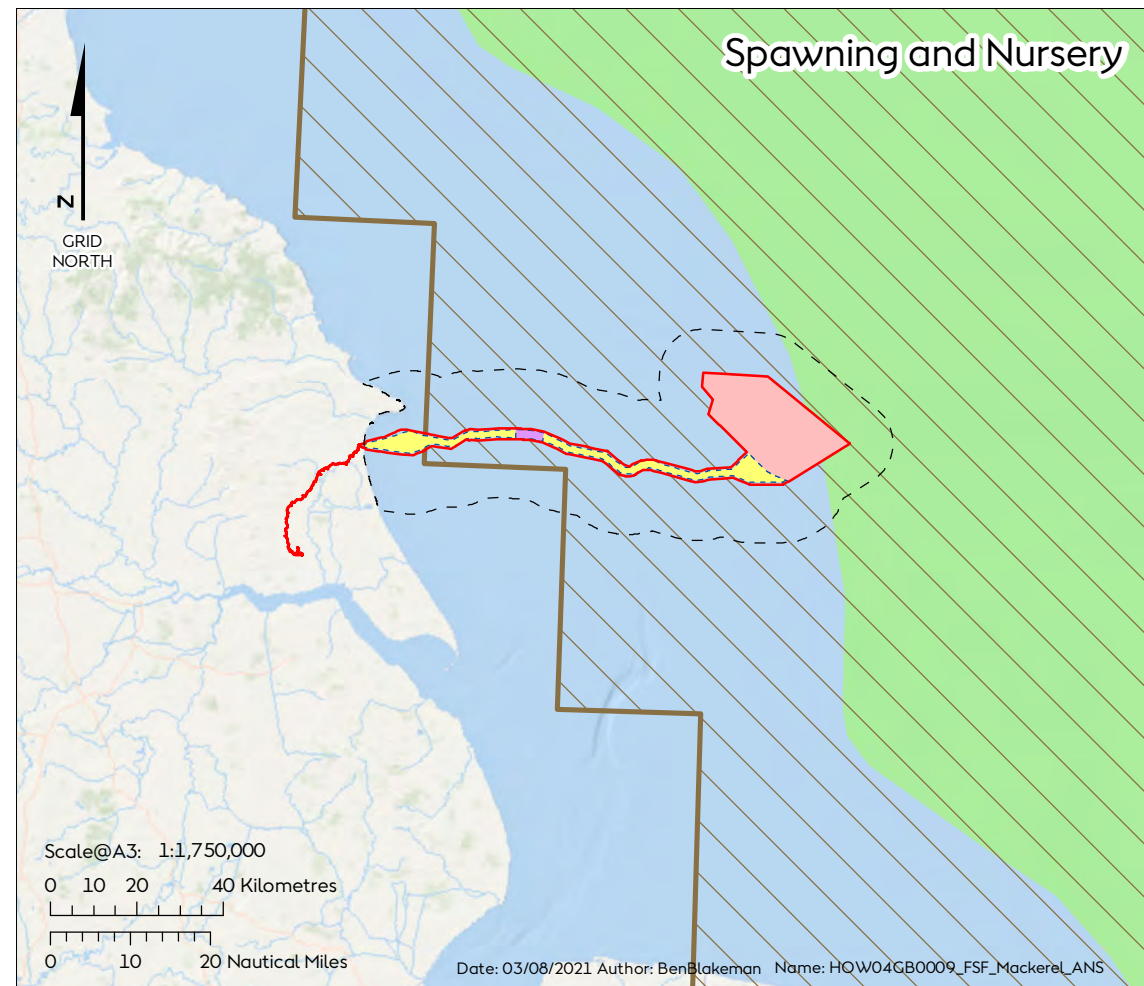 Spawning and Nursery
N
GRID
NORTH
Scale@A3: 1:1,750,000
0 10 20 40 Kilometres
0 10 20 Nautical Miles
Date: 03/08/2021 Author: BenBlakeman Name: HOW04GB0009_FSF_Mackerel_ANS